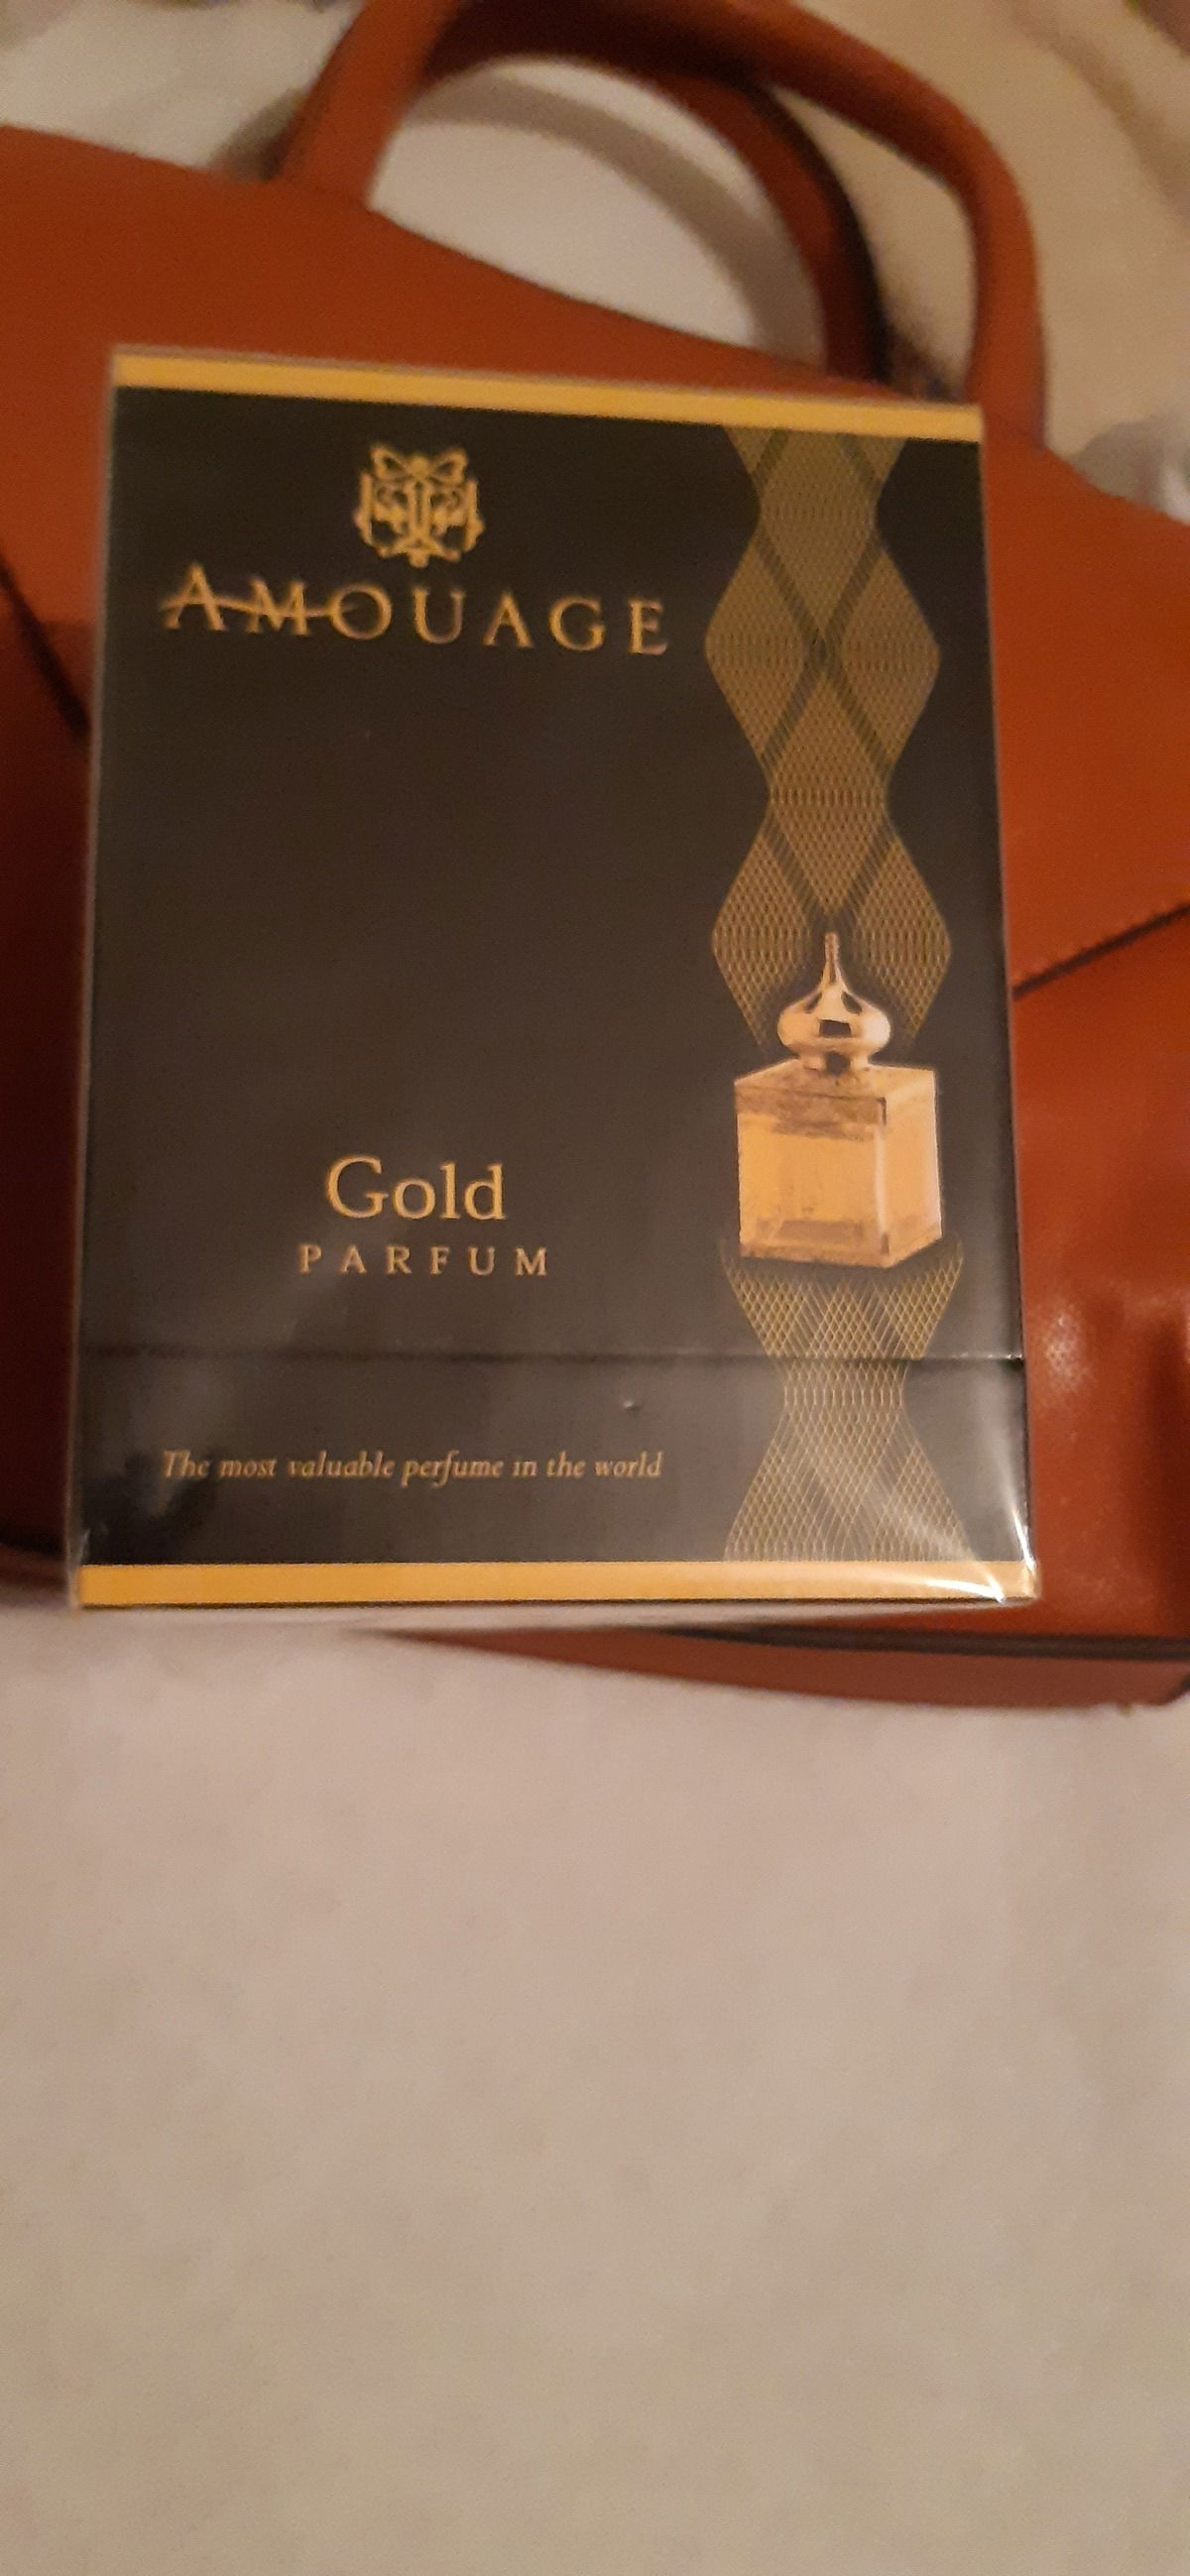 AMOUAGE
Gold
PARFUM
The most valuable perfume in the world